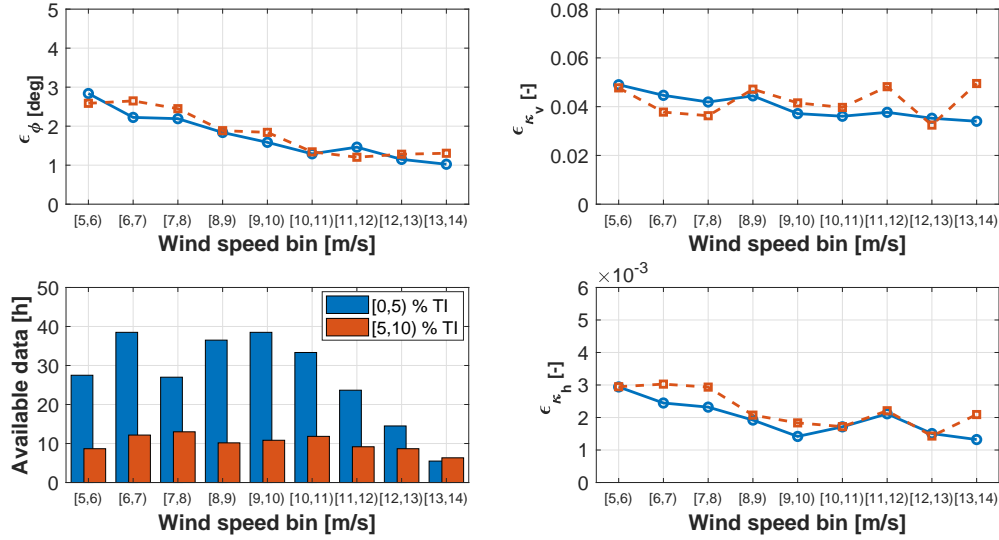 5
4
3
2
1
0
ϵ_ϕ [deg]
[5,6) [6,7) [7,8) [8,9) [9,10) [10,11) [11,12) [12,13) [13,14)
Wind speed bin [m/s]
0.08
0.06
0.04
0.02
0
ϵ_κ_v [-]
[5,6) [6,7) [7,8) [8,9) [9,10) [10,11) [11,12) [12,13) [13,14)
Wind speed bin [m/s]
50
40
30
20
10
0
Available data [h]
[0,5) % TI
[5,10) % TI
[5,6) [6,7) [7,8) [8,9) [9,10) [10,11) [11,12) [12,13) [13,14)
Wind speed bin [m/s]
×10^-3
6
5
4
3
2
1
0
ϵ_κ_h [-]
[5,6) [6,7) [7,8) [8,9) [9,10) [10,11) [11,12) [12,13) [13,14)
Wind speed bin [m/s]